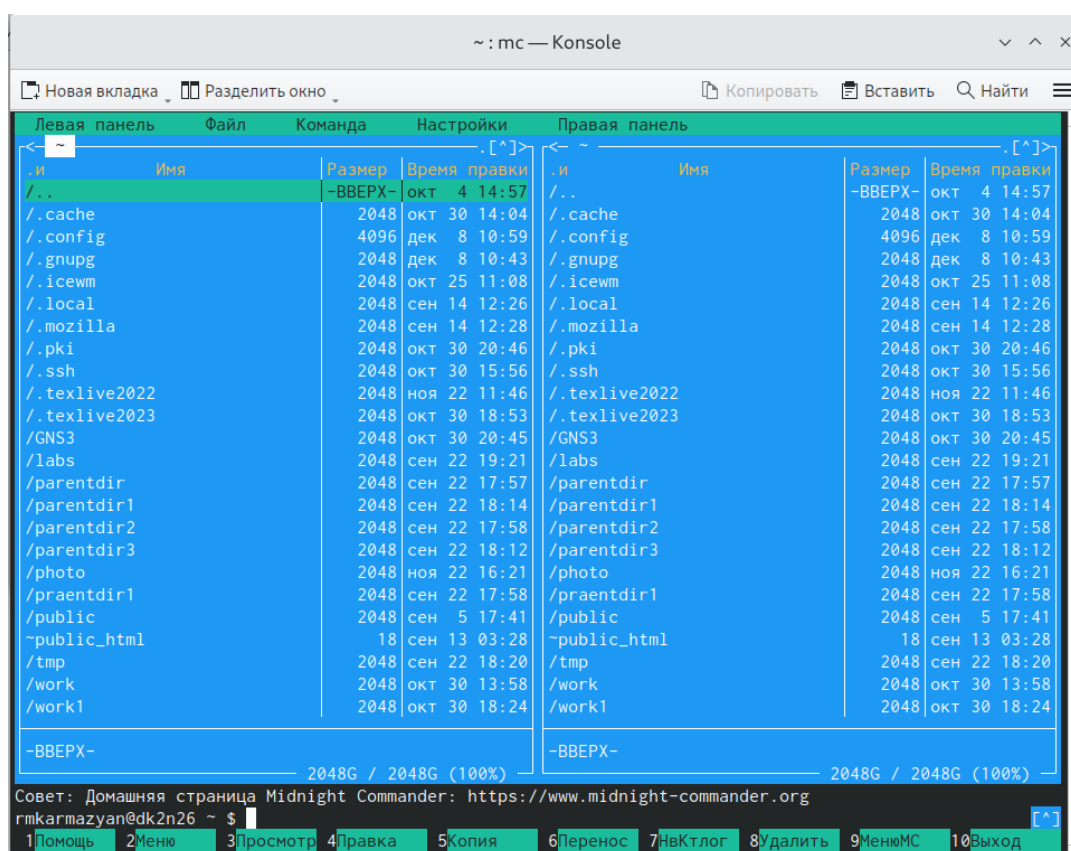 ~ : mc — Konsole
Новая вкладка Разделить окно Копировать Вставить Найти
Левая панель Файл Команда Настройки Правая панель
<─ ~ ─.[^]>┐ <─ ~ ─.[^]>┐
.и Имя Размер Время правки .и Имя Размер Время правки
/.. -ВВЕРХ- окт 4 14:57 /.. -ВВЕРХ- окт 4 14:57
/.cache 2048 окт 30 14:04 /.cache 2048 окт 30 14:04
/.config 4096 дек 8 10:59 /.config 4096 дек 8 10:59
/.gnupg 2048 дек 8 10:43 /.gnupg 2048 дек 8 10:43
/.icewm 2048 окт 25 11:08 /.icewm 2048 окт 25 11:08
/.local 2048 сен 14 12:26 /.local 2048 сен 14 12:26
/.mozilla 2048 сен 14 12:28 /.mozilla 2048 сен 14 12:28
/.pki 2048 окт 30 20:46 /.pki 2048 окт 30 20:46
/.ssh 2048 окт 30 15:56 /.ssh 2048 окт 30 15:56
/.texlive2022 2048 ноя 22 11:46 /.texlive2022 2048 ноя 22 11:46
/.texlive2023 2048 окт 30 18:53 /.texlive2023 2048 окт 30 18:53
/GNS3 2048 окт 30 20:45 /GNS3 2048 окт 30 20:45
/labs 2048 сен 22 19:21 /labs 2048 сен 22 19:21
/parentdir 2048 сен 22 17:57 /parentdir 2048 сен 22 17:57
/parentdir1 2048 сен 22 18:14 /parentdir1 2048 сен 22 18:14
/parentdir2 2048 сен 22 17:58 /parentdir2 2048 сен 22 17:58
/parentdir3 2048 сен 22 18:12 /parentdir3 2048 сен 22 18:12
/photo 2048 ноя 22 16:21 /photo 2048 ноя 22 16:21
/praentdir1 2048 сен 22 17:58 /praentdir1 2048 сен 22 17:58
/public 2048 сен 5 17:41 /public 2048 сен 5 17:41
~public_html 18 сен 13 03:28 ~public_html 18 сен 13 03:28
/tmp 2048 сен 22 18:20 /tmp 2048 сен 22 18:20
/work 2048 окт 30 13:58 /work 2048 окт 30 13:58
/work1 2048 окт 30 18:24 /work1 2048 окт 30 18:24
-ВВЕРХ- -ВВЕРХ-
2048G / 2048G (100%) 2048G / 2048G (100%)
Совет: Домашняя страница Midnight Commander: https://www.midnight-commander.org
rmkarmazyan@dk2n26 ~ $ [^]
1Помощь 2Меню 3Просмотр 4Правка 5Копия 6Перенос 7НвКтлог 8Удалить 9МенюMC 10Выход